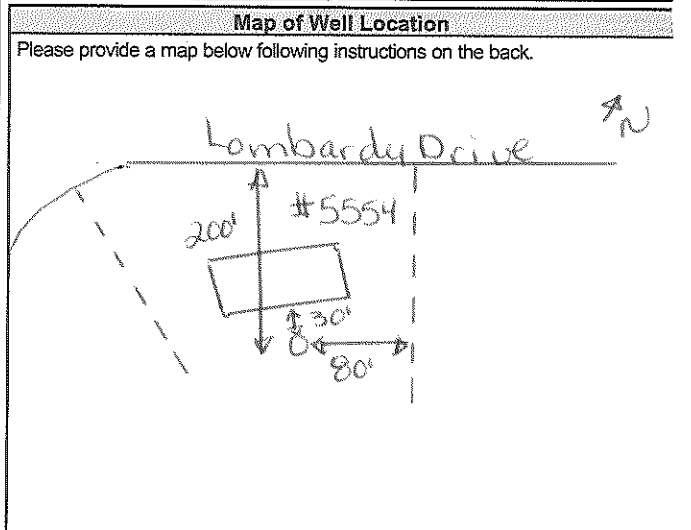 Map of Well Location
Please provide a map below following instructions on the back.
N
Lombardy Drive
#5554
200'
30'
80'